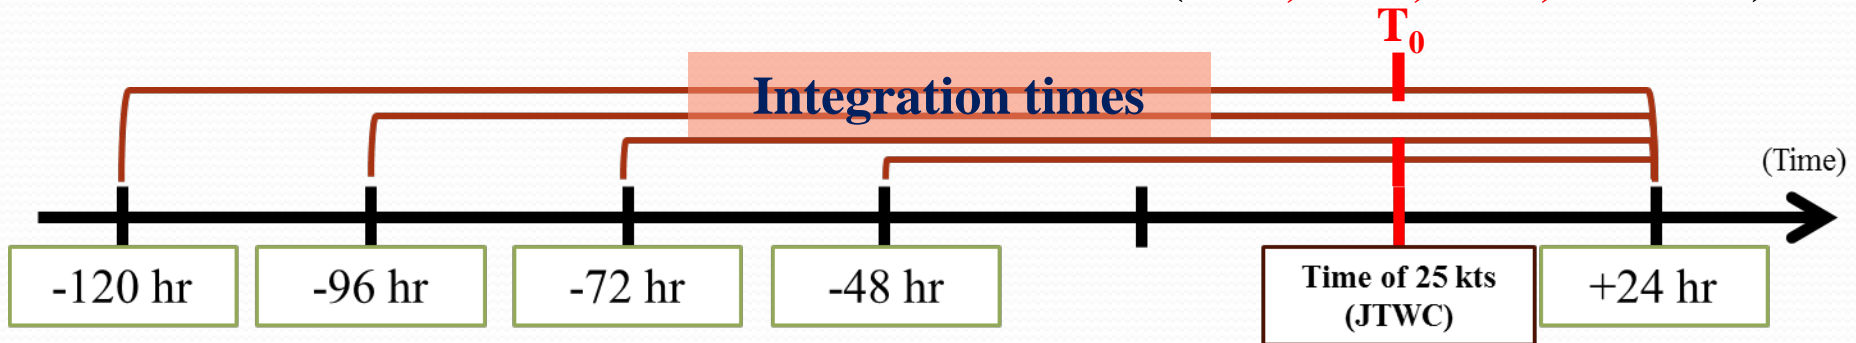 T₀
Integration times
(Time)
-120 hr
-96 hr
-72 hr
-48 hr
Time of 25 kts
(JTWC)
+24 hr